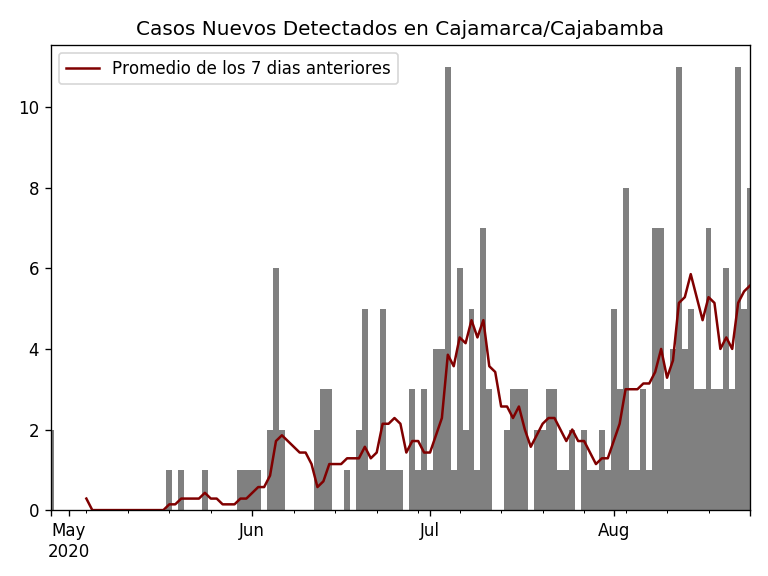 Casos Nuevos Detectados en Cajamarca/Cajabamba
Promedio de los 7 dias anteriores
10
8
6
4
2
0
May Jun Jul Aug
2020